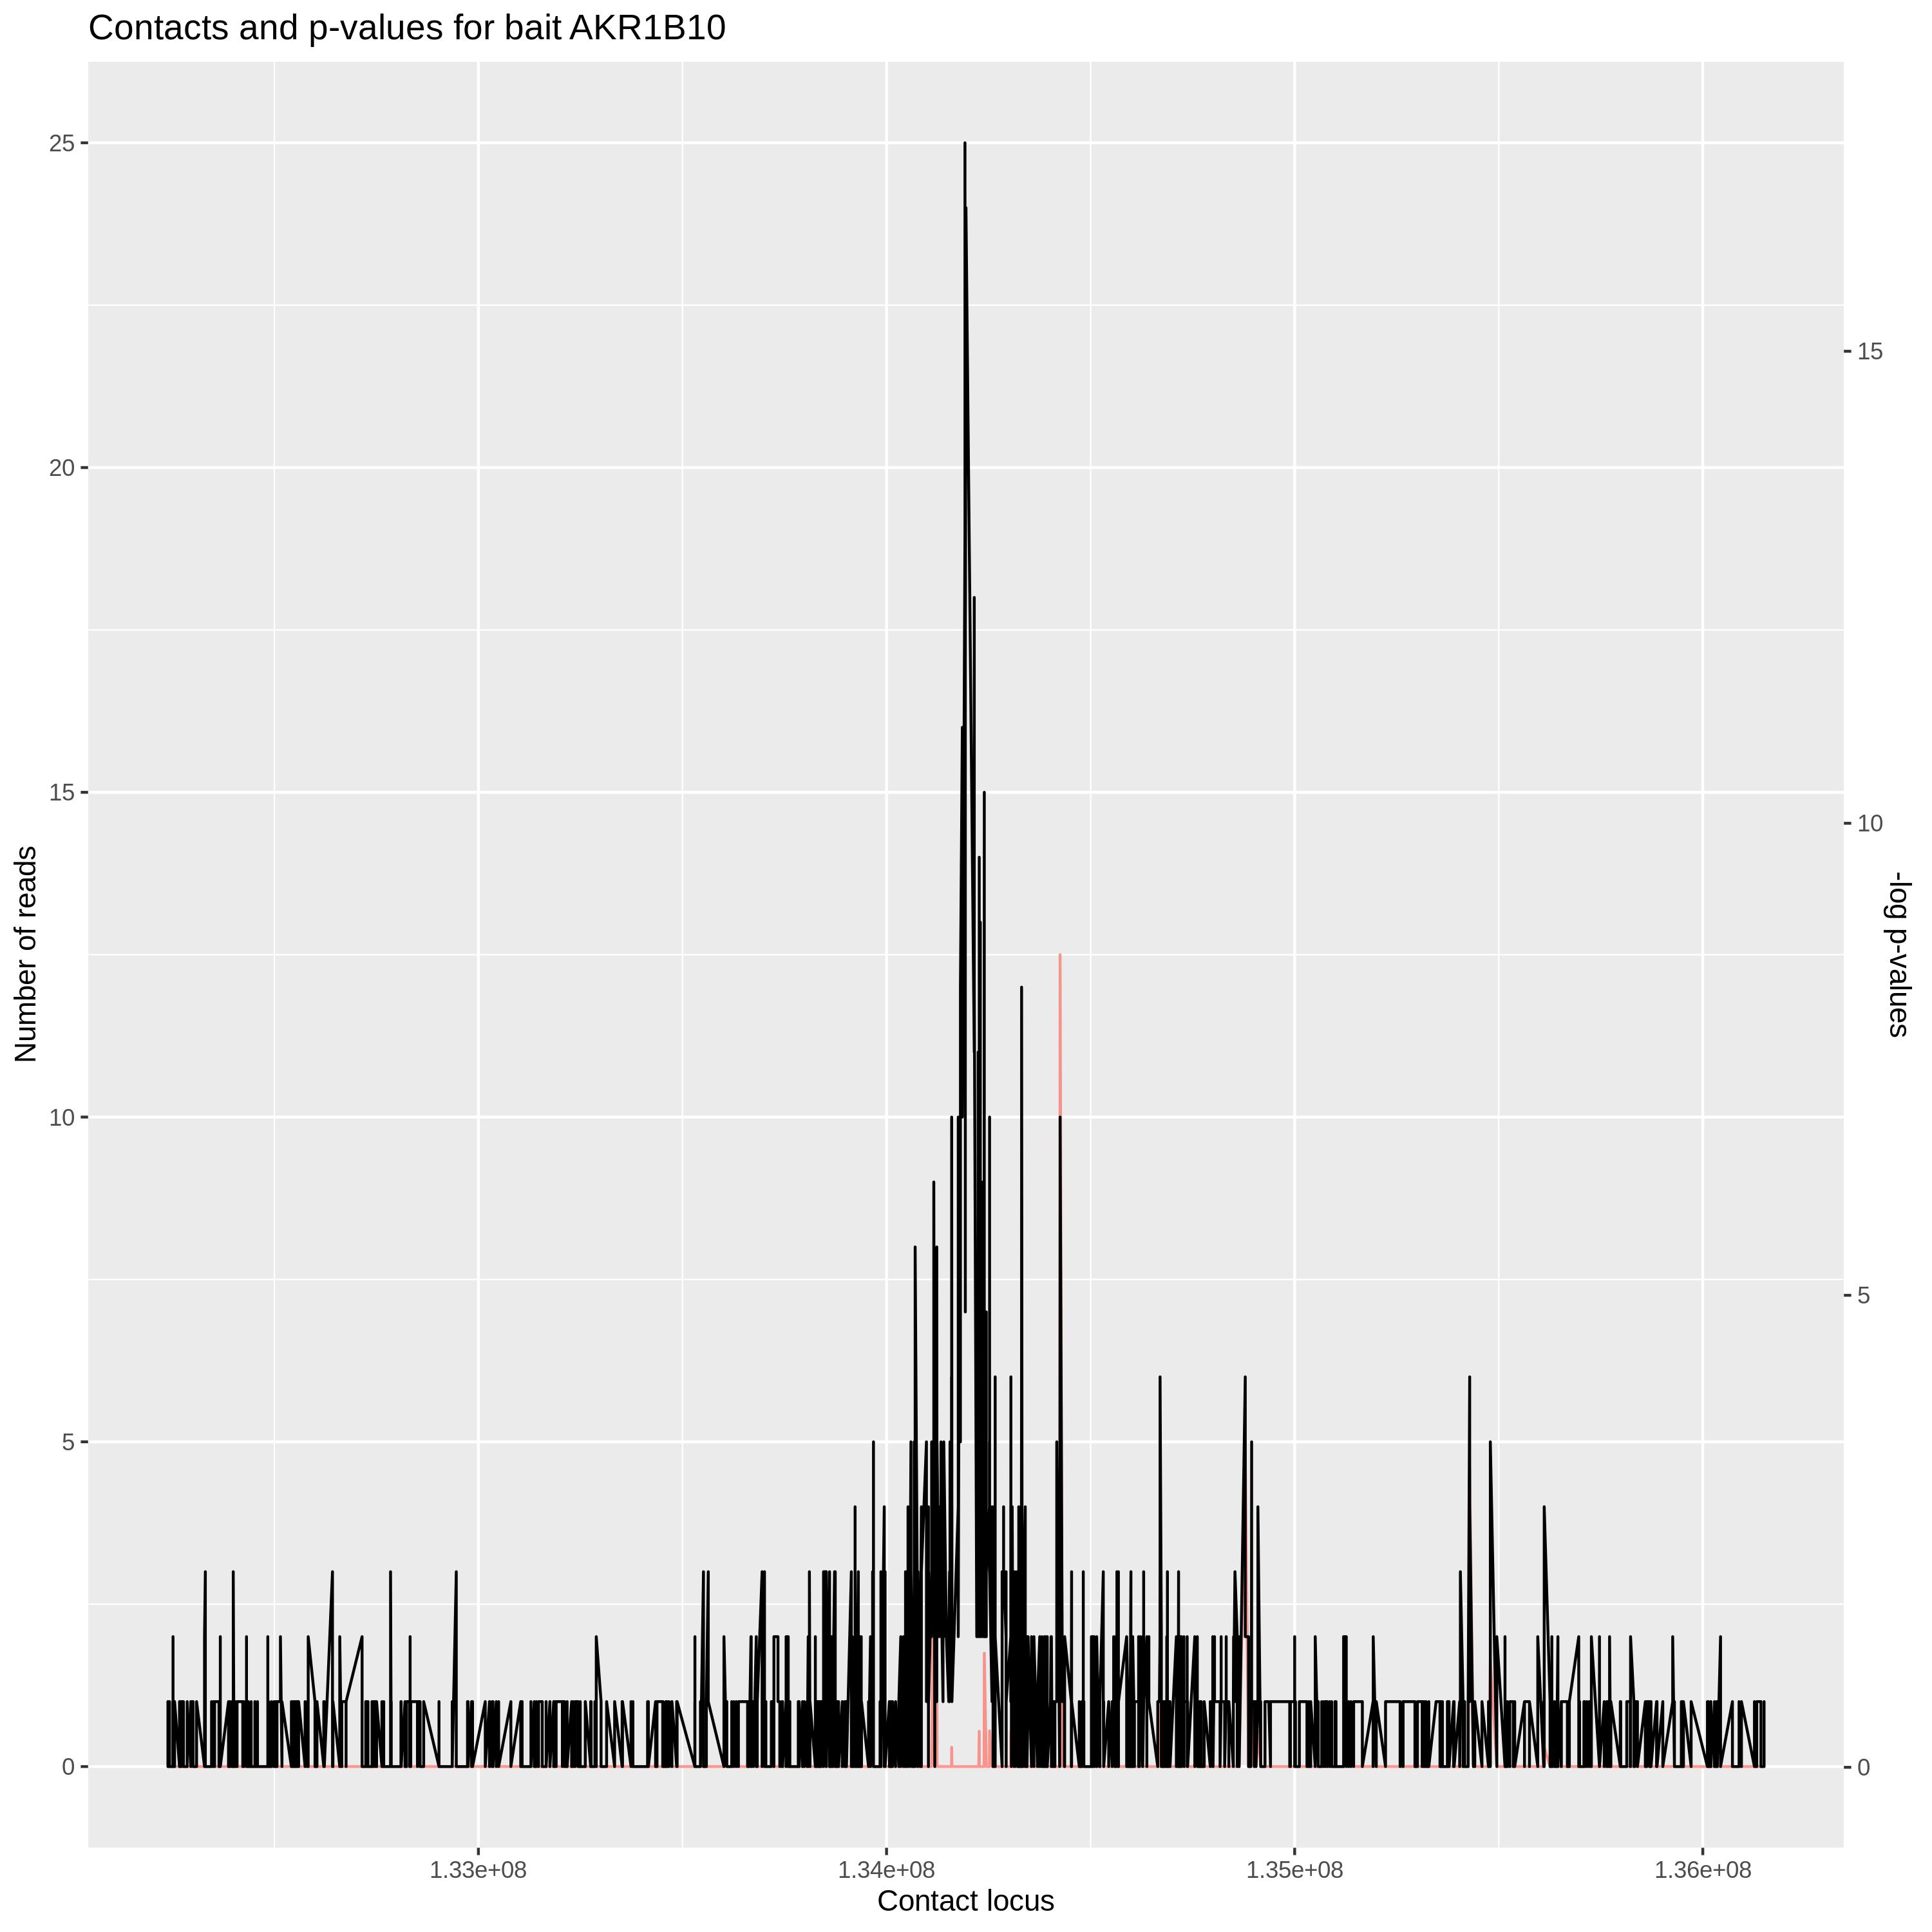 Contacts and p-values for bait AKR1B10
25
20
15
10
5
0
Number of reads
15
10
5
0
-log p-values
1.33e+08
1.34e+08
1.35e+08
1.36e+08
Contact locus